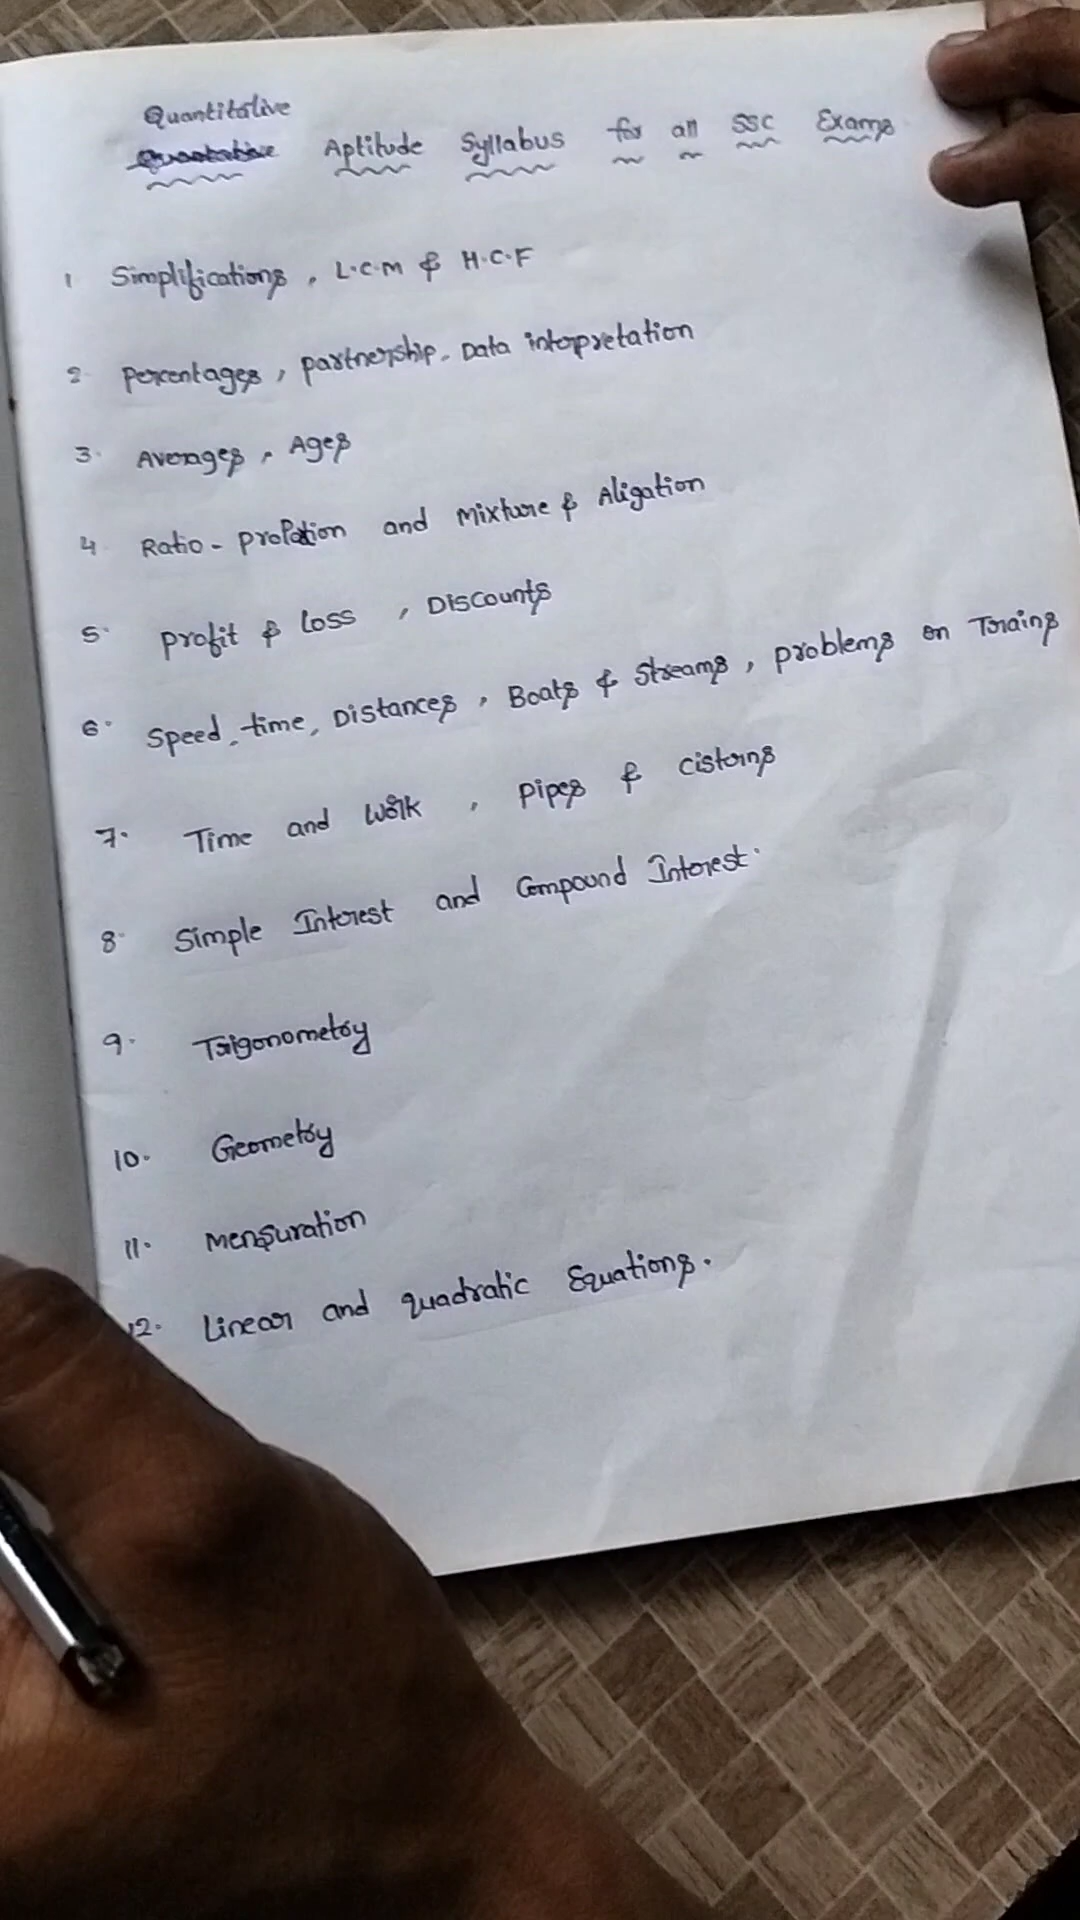 Quantitative
Aptitude Syllabus for all SSC Exams
1 Simplifications, L.C.M & H.C.F
2 Percentages, partnership. Data interpretation
3. Averages, Ages
4 Ratio - propotion and Mixture & Aligation
5. Profit & Loss, Discounts
6. Speed, time, Distances, Boats & Streams, problems on Trains
7. Time and Work, Pipes & cisterns
8. Simple Interest and Compound Interest.
9. Trigonometry
10. Geometry
11. Mensuration
12. Linear and quadratic Equations.